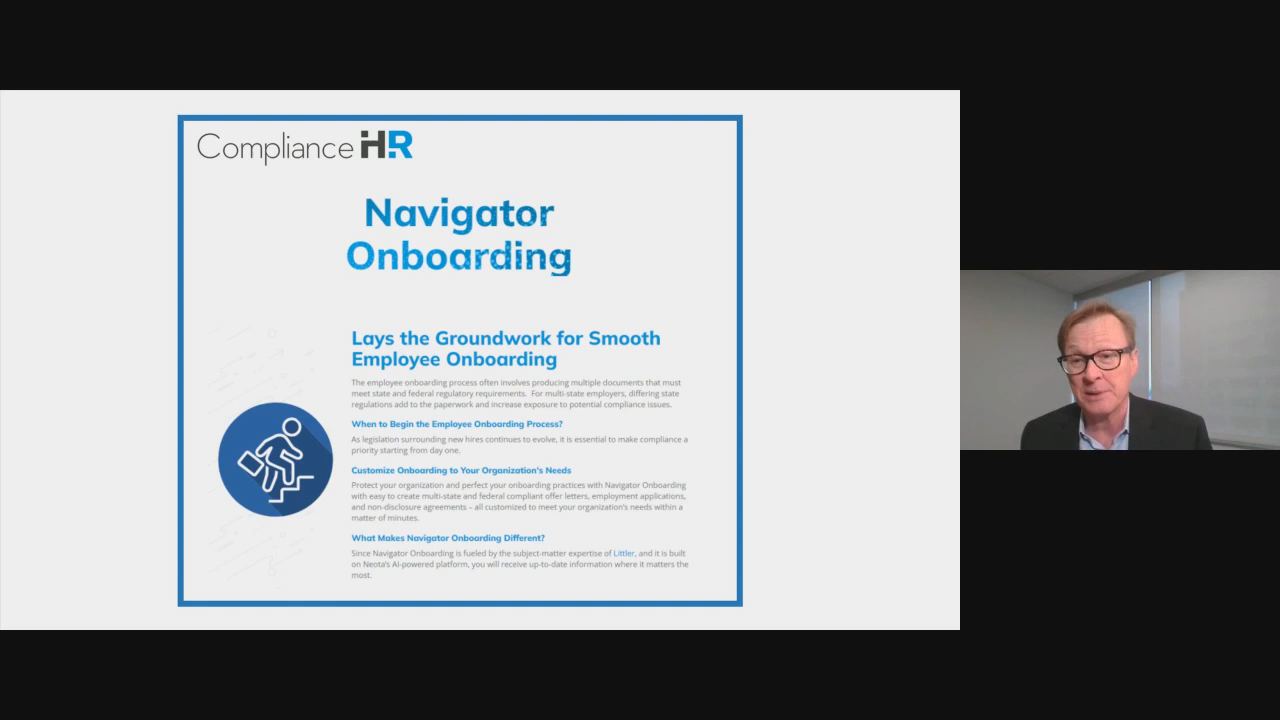 Compliance HR
Navigator
Onboarding
Lays the Groundwork for Smooth
Employee Onboarding
The employee onboarding process often involves producing multiple documents that must
meet state and federal regulatory requirements. For multi-state employers, differing state
regulations add to the paperwork and increase exposure to potential compliance issues.
When to Begin the Employee Onboarding Process?
As legislation surrounding new hires continues to evolve, it is essential to make compliance a
priority starting from day one.
Customize Onboarding to Your Organization's Needs
Protect your organization and perfect your onboarding practices with Navigator Onboarding
with easy to create multi-state and federal compliant offer letters, employment applications,
and non-disclosure agreements – all customized to meet your organization's needs within a
matter of minutes.
What Makes Navigator Onboarding Different?
Since Navigator Onboarding is fueled by the subject-matter expertise of Littler, and it is built
on Neota's AI-powered platform, you will receive up-to-date information where it matters the
most.